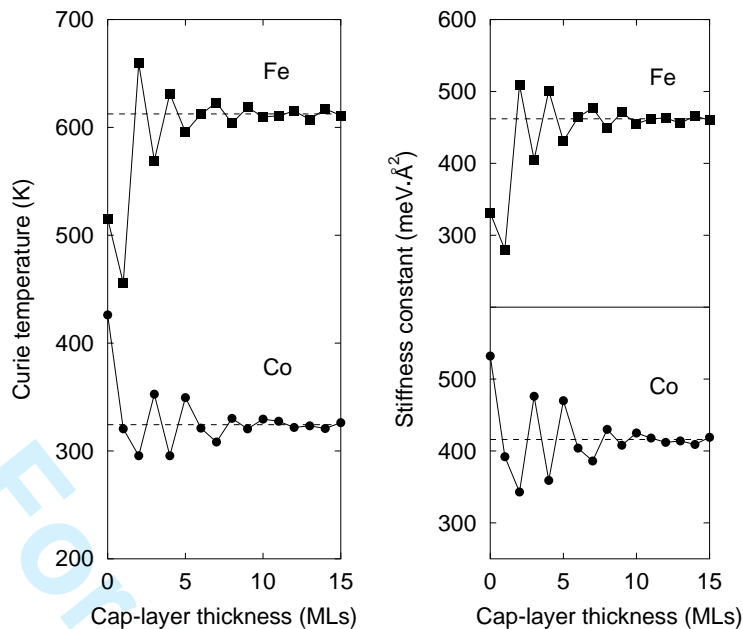 Curie temperature (K)
700
600
500
400
300
200
Fe
Co
0 5 10 15
Cap-layer thickness (MLs)
Stiffness constant (meV·Å²)
600
500
400
300
500
400
300
Fe
Co
0 5 10 15
Cap-layer thickness (MLs)
For